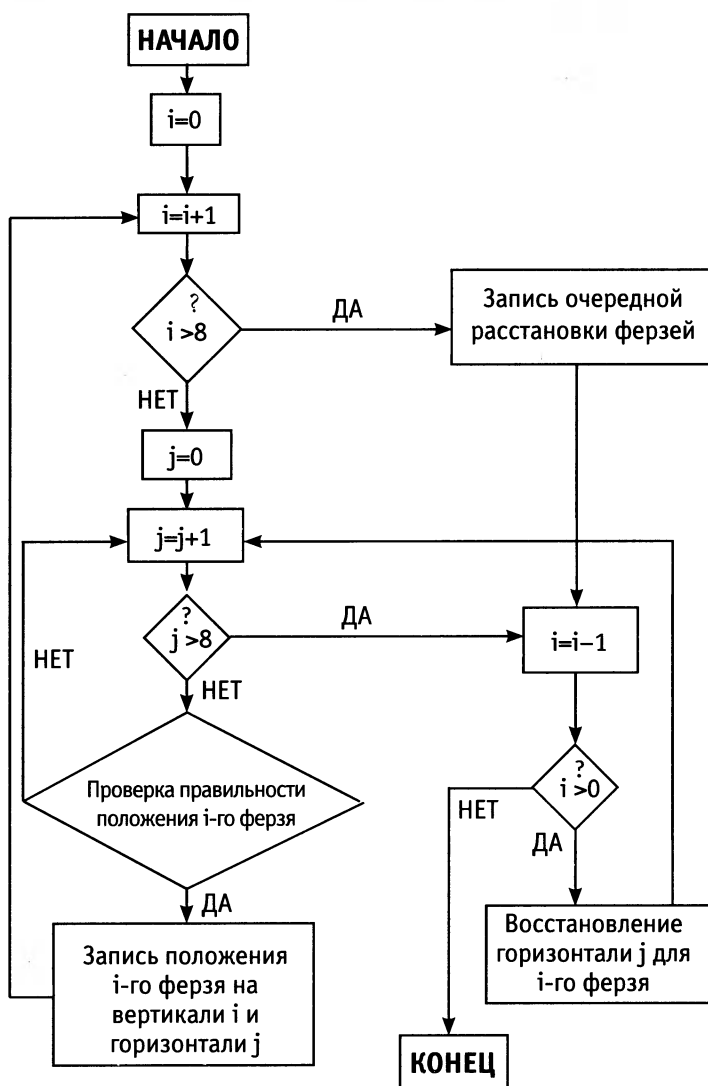 НАЧАЛО
i=0
i=i+1
?
i >8
ДА
Запись очередной
расстановки ферзей
НЕТ
j=0
j=j+1
?
j >8
ДА
i=i−1
НЕТ
НЕТ
Проверка правильности
положения i-го ферзя
?
i >0
НЕТ
ДА
ДА
Запись положения
i-го ферзя на
вертикали i и
горизонтали j
Восстановление
горизонтали j для
i-го ферзя
КОНЕЦ